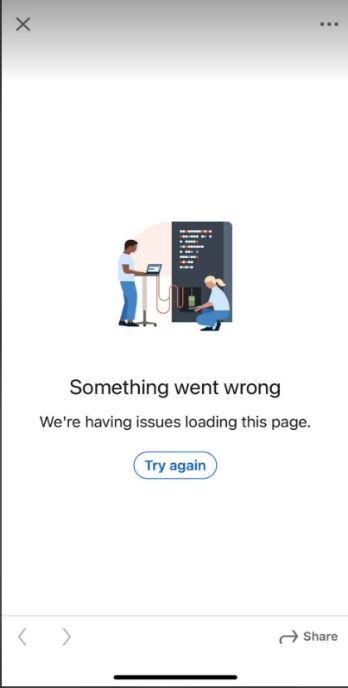 Something went wrong
We're having issues loading this page.
Try again
Share